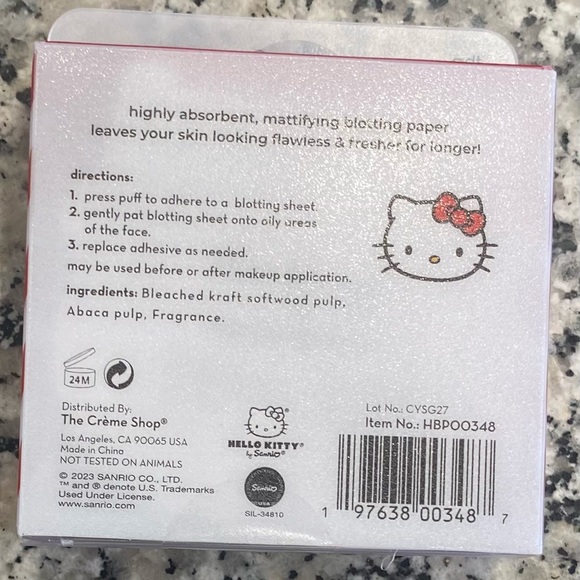 highly absorbent, mattifying blotting paper
leaves your skin looking flawless & fresher for longer!
directions:
1. press puff to adhere to a blotting sheet.
2. gently pat blotting sheet onto oily areas
of the face.
3. replace adhesive as needed.
may be used before or after makeup application.
ingredients: Bleached kraft softwood pulp,
Abaca pulp, Fragrance.
24M
Distributed By:
The Crème Shop®
Los Angeles, CA 90065 USA
Made in China
NOT TESTED ON ANIMALS
© 2023 SANRIO CO., LTD.
™ and ® denote U.S. Trademarks
Used Under License.
www.sanrio.com
HELLO KITTY®
by Sanrio®
Sanrio
USA
SIL-34810
Lot No.: CYSG27
Item No.: HBP00348
1 97638 00348 7